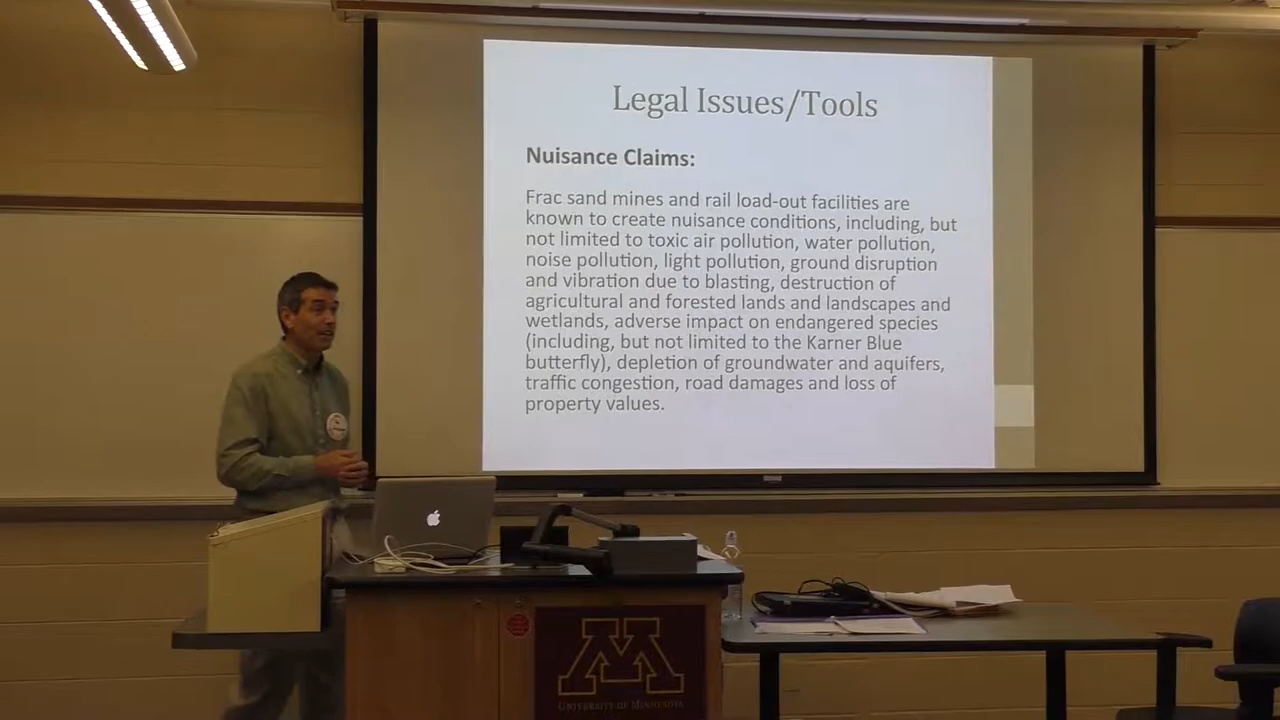 Legal Issues/Tools
Nuisance Claims:
Frac sand mines and rail load-out facilities are
known to create nuisance conditions, including, but
not limited to toxic air pollution, water pollution,
noise pollution, light pollution, ground disruption
and vibration due to blasting, destruction of
agricultural and forested lands and landscapes and
wetlands, adverse impact on endangered species
(including, but not limited to the Karner Blue
butterfly), depletion of groundwater and aquifers,
traffic congestion, road damages and loss of
property values.
M
UNIVERSITY OF MINNESOTA